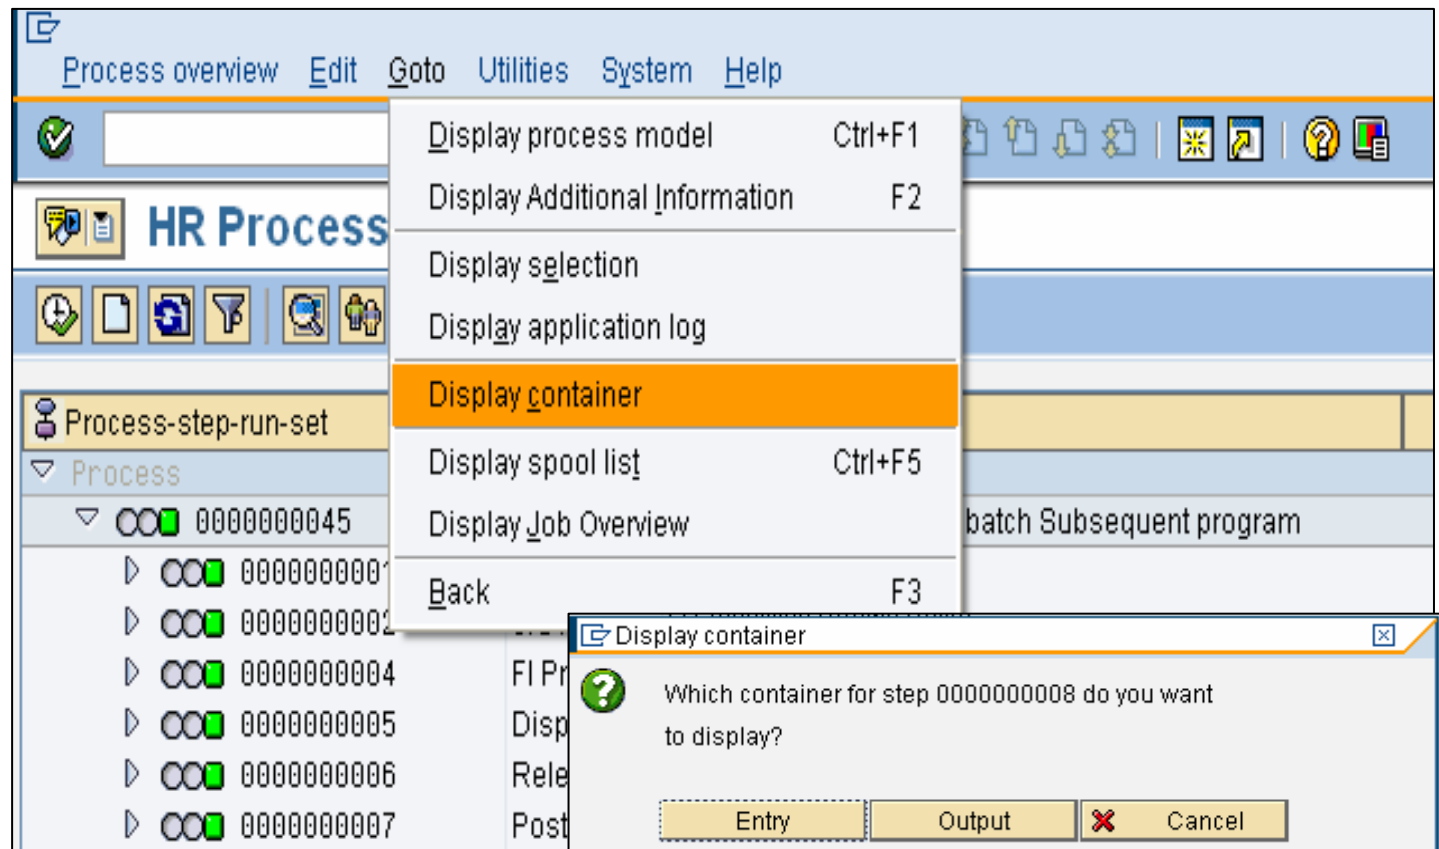 Process overview Edit Goto Utilities System Help
Display process model Ctrl+F1
Display Additional Information F2
HR Process
Display selection
Display application log
Display container
Process-step-run-set
Display spool list Ctrl+F5
Process
0000000045 Display Job Overview batch Subsequent program
000000000
Back F3
0000000002
Display container
0000000004 FI Pr
Which container for step 0000000008 do you want
to display?
0000000005 Disp
0000000006 Rele
0000000007 Post
Entry Output Cancel